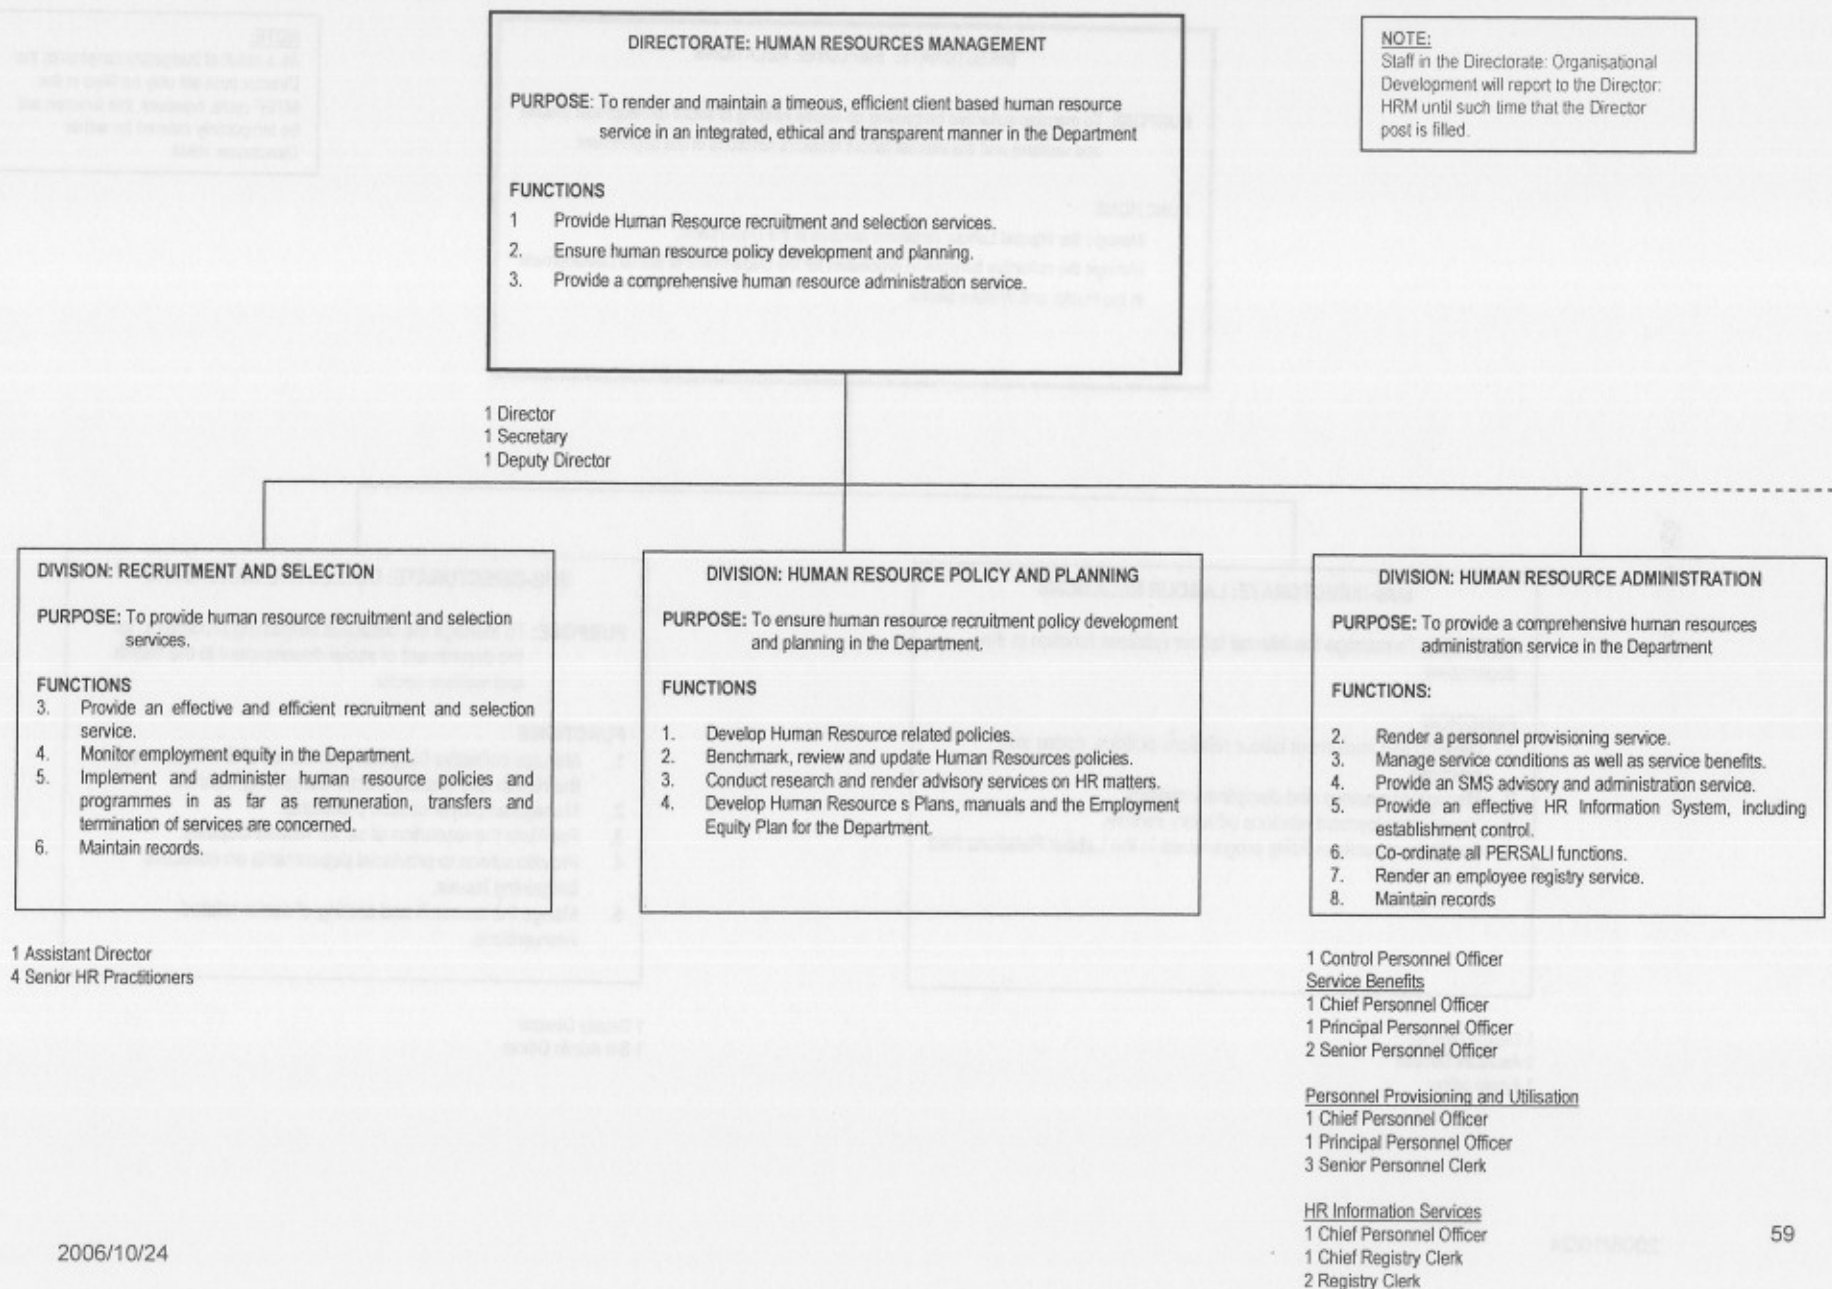 DIRECTORATE: HUMAN RESOURCES MANAGEMENT
PURPOSE: To render and maintain a timeous, efficient client based human resource
service in an integrated, ethical and transparent manner in the Department
FUNCTIONS
1 Provide Human Resource recruitment and selection services.
2. Ensure human resource policy development and planning.
3. Provide a comprehensive human resource administration service.
NOTE:
Staff in the Directorate: Organisational
Development will report to the Director:
HRM until such time that the Director
post is filled.
1 Director
1 Secretary
1 Deputy Director
DIVISION: RECRUITMENT AND SELECTION
PURPOSE: To provide human resource recruitment and selection
services.
FUNCTIONS
3. Provide an effective and efficient recruitment and selection
service.
4. Monitor employment equity in the Department.
5. Implement and administer human resource policies and
programmes in as far as remuneration, transfers and
termination of services are concerned.
6. Maintain records.
1 Assistant Director
4 Senior HR Practitioners
DIVISION: HUMAN RESOURCE POLICY AND PLANNING
PURPOSE: To ensure human resource recruitment policy development
and planning in the Department.
FUNCTIONS
1. Develop Human Resource related policies.
2. Benchmark, review and update Human Resources policies.
3. Conduct research and render advisory services on HR matters.
4. Develop Human Resource s Plans, manuals and the Employment
Equity Plan for the Department.
DIVISION: HUMAN RESOURCE ADMINISTRATION
PURPOSE: To provide a comprehensive human resources
administration service in the Department
FUNCTIONS:
2. Render a personnel provisioning service.
3. Manage service conditions as well as service benefits.
4. Provide an SMS advisory and administration service.
5. Provide an effective HR Information System, including
establishment control.
6. Co-ordinate all PERSALI functions.
7. Render an employee registry service.
8. Maintain records
1 Control Personnel Officer
Service Benefits
1 Chief Personnel Officer
1 Principal Personnel Officer
2 Senior Personnel Officer
Personnel Provisioning and Utilisation
1 Chief Personnel Officer
1 Principal Personnel Officer
3 Senior Personnel Clerk
HR Information Services
1 Chief Personnel Officer
1 Chief Registry Clerk
2 Registry Clerk
2006/10/24
59